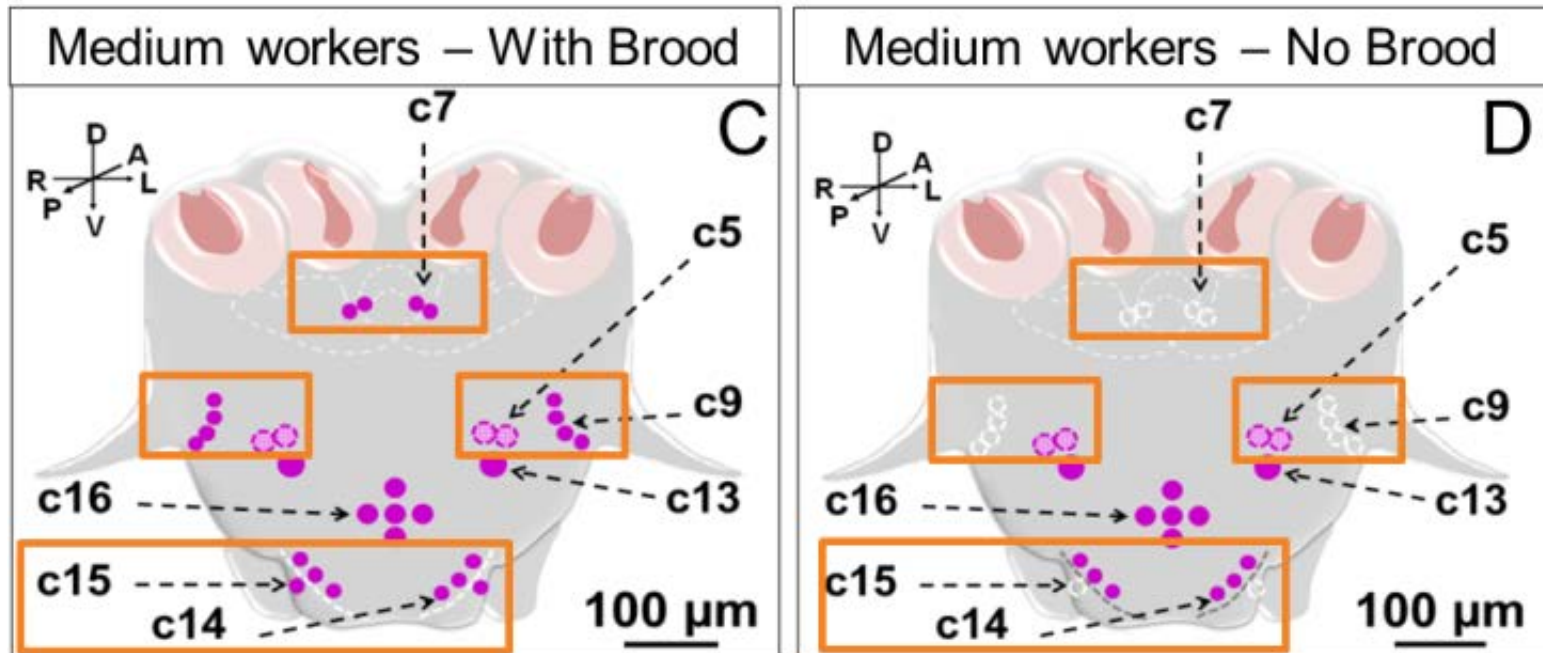 Medium workers – With Brood
Medium workers – No Brood
c7
C
D
A
R
L
P
V
c5
c9
c16
c13
c15
c14
100 µm
c7
D
D
A
R
L
P
V
c5
c9
c16
c13
c15
c14
100 µm